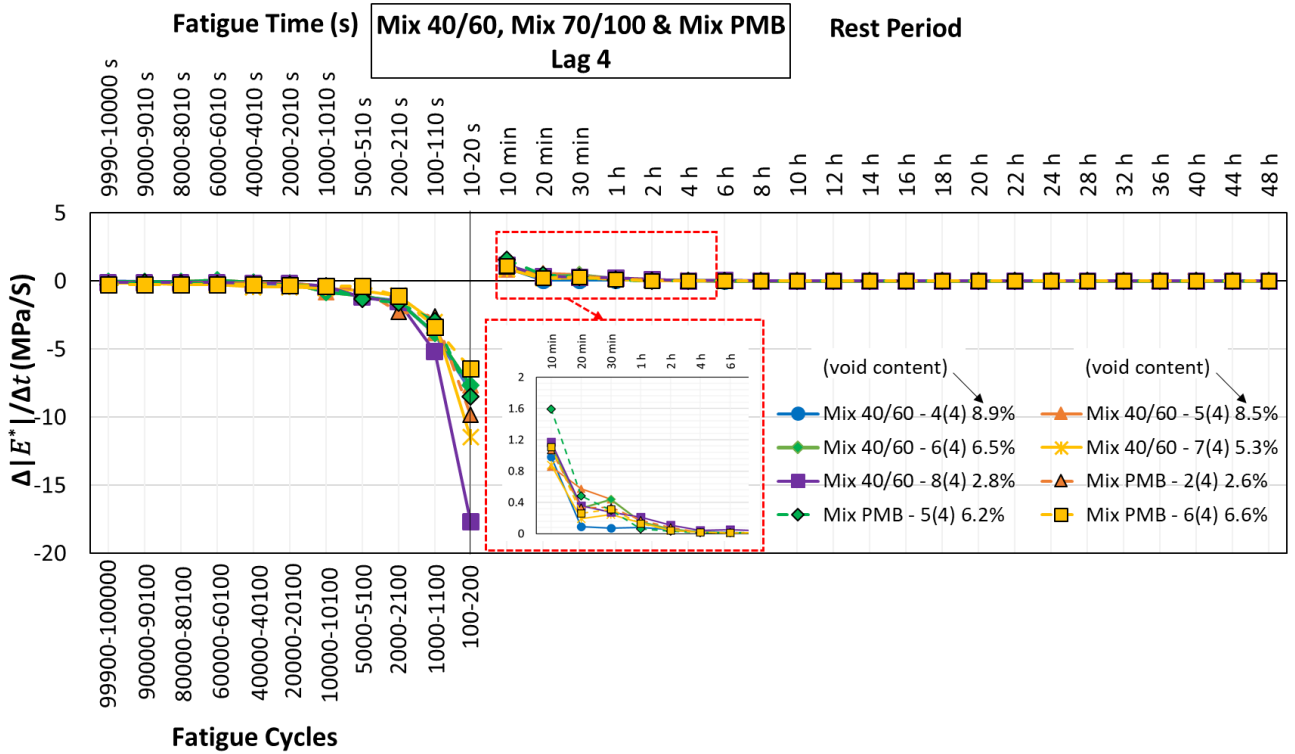 Fatigue Time (s)
Mix 40/60, Mix 70/100 & Mix PMB
Lag 4
Rest Period
9990-10000 s
9000-9010 s
8000-8010 s
6000-6010 s
4000-4010 s
2000-2010 s
1000-1010 s
500-510 s
200-210 s
100-110 s
10-20 s
10 min
20 min
30 min
1 h
2 h
4 h
6 h
8 h
10 h
12 h
14 h
16 h
18 h
20 h
22 h
24 h
28 h
32 h
36 h
40 h
44 h
48 h
Δ|E*|/Δt (MPa/S)
5
0
-5
-10
-15
-20
10 min
20 min
30 min
1 h
2 h
4 h
6 h
2
1.6
1.2
0.8
0.4
0
(void content)
(void content)
Mix 40/60 - 4(4) 8.9%
Mix 40/60 - 5(4) 8.5%
Mix 40/60 - 6(4) 6.5%
Mix 40/60 - 7(4) 5.3%
Mix 40/60 - 8(4) 2.8%
Mix PMB - 2(4) 2.6%
Mix PMB - 5(4) 6.2%
Mix PMB - 6(4) 6.6%
99900-100000
90000-90100
80000-80100
60000-60100
40000-40100
20000-20100
10000-10100
5000-5100
2000-2100
1000-1100
100-200
Fatigue Cycles